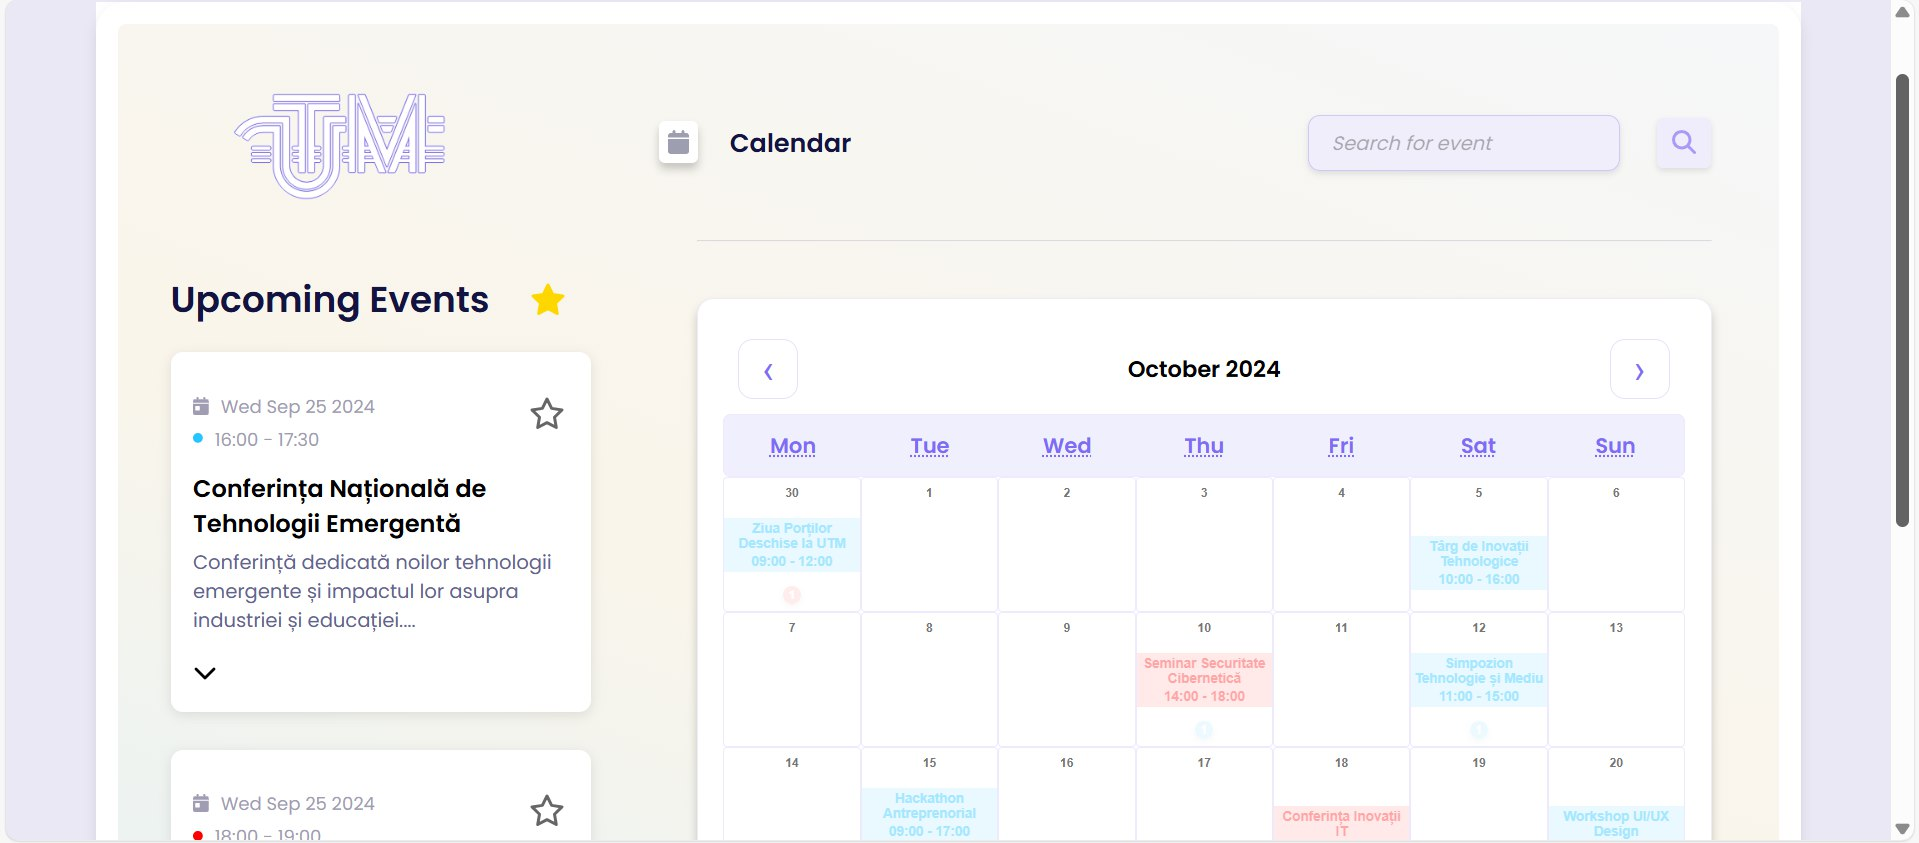 UTM
Calendar
Search for event
Upcoming Events
Wed Sep 25 2024
16:00 - 17:30
Conferința Națională de
Tehnologii Emergentă
Conferință dedicată noilor tehnologii
emergente și impactul lor asupra
industriei și educației....
Wed Sep 25 2024
18:00 - 19:00
‹
October 2024
›
Mon Tue Wed Thu Fri Sat Sun
30 1 2 3 4 5 6
Ziua Porților
Deschise la UTM
09:00 - 12:00
Târg de Inovații
Tehnologice
10:00 - 16:00
7 8 9 10 11 12 13
Seminar Securitate
Cibernetică
14:00 - 18:00
Simpozion
Tehnologie și Mediu
11:00 - 15:00
14 15 16 17 18 19 20
Hackathon
Antreprenorial
09:00 - 17:00
Conferința Inovații
IT
Workshop UI/UX
Design